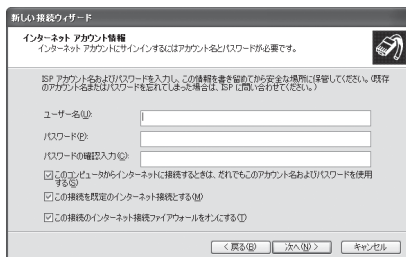 新しい接続ウィザード
インターネット アカウント情報
インターネット アカウントにサインインするにはアカウント名とパスワードが必要です。
ISP アカウント名およびパスワードを入力し、この情報を書き留めてから安全な場所に保管してください。(既存
のアカウント名またはパスワードを忘れてしまった場合は、ISP に問い合わせてください。)
ユーザー名(U):
パスワード(P):
パスワードの確認入力(C):
このコンピュータからインターネットに接続するときは、だれでもこのアカウント名およびパスワードを使用
する(S)
この接続を既定のインターネット接続とする(M)
この接続のインターネット接続ファイアウォールをオンにする(T)
< 戻る(B)
次へ(N) >
キャンセル